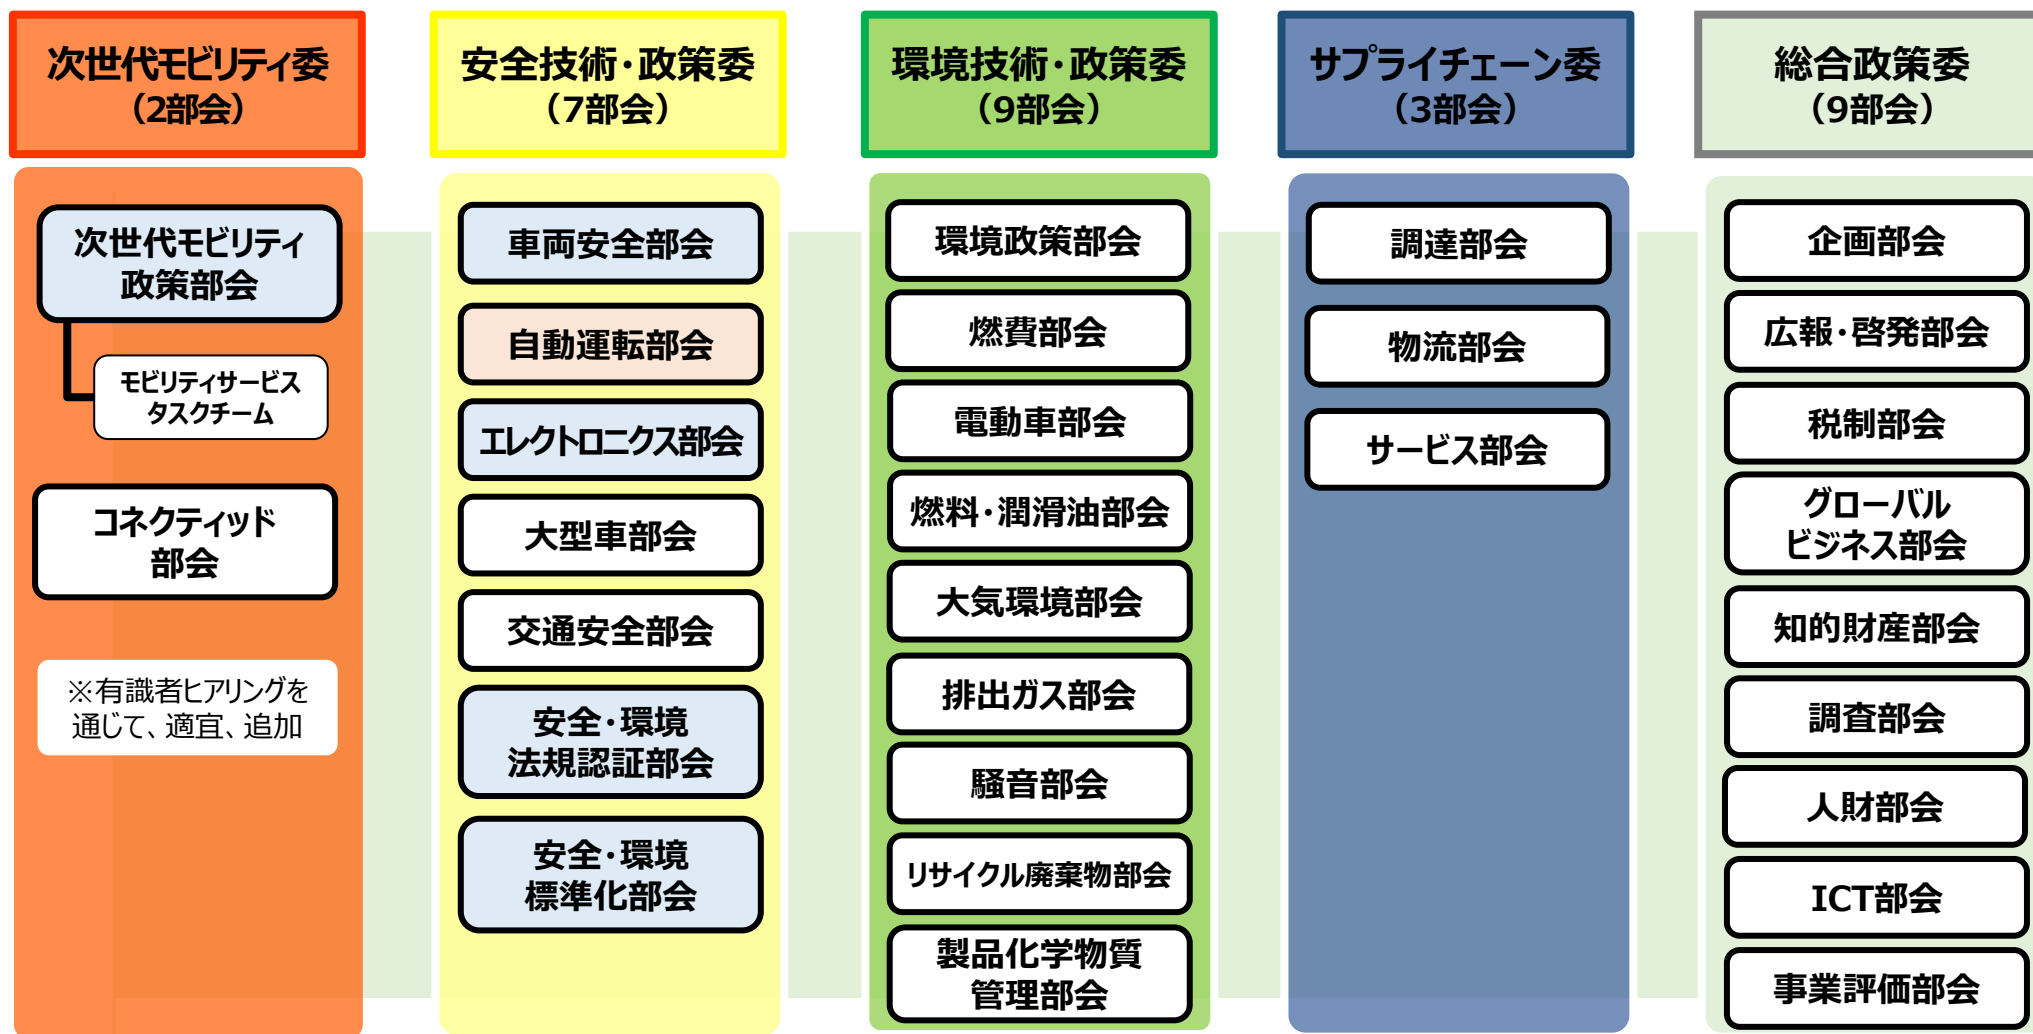 次世代モビリティ委
（2部会）
次世代モビリティ
政策部会
モビリティサービス
タスクチーム
コネクティッド
部会
※有識者ヒアリングを
通じて、適宜、追加
安全技術・政策委
（7部会）
車両安全部会
自動運転部会
エレクトロニクス部会
大型車部会
交通安全部会
安全・環境
法規認証部会
安全・環境
標準化部会
環境技術・政策委
（9部会）
環境政策部会
燃費部会
電動車部会
燃料・潤滑油部会
大気環境部会
排出ガス部会
騒音部会
リサイクル廃棄物部会
製品化学物質
管理部会
サプライチェーン委
（3部会）
調達部会
物流部会
サービス部会
総合政策委
（9部会）
企画部会
広報・啓発部会
税制部会
グローバル
ビジネス部会
知的財産部会
調査部会
人財部会
ICT部会
事業評価部会